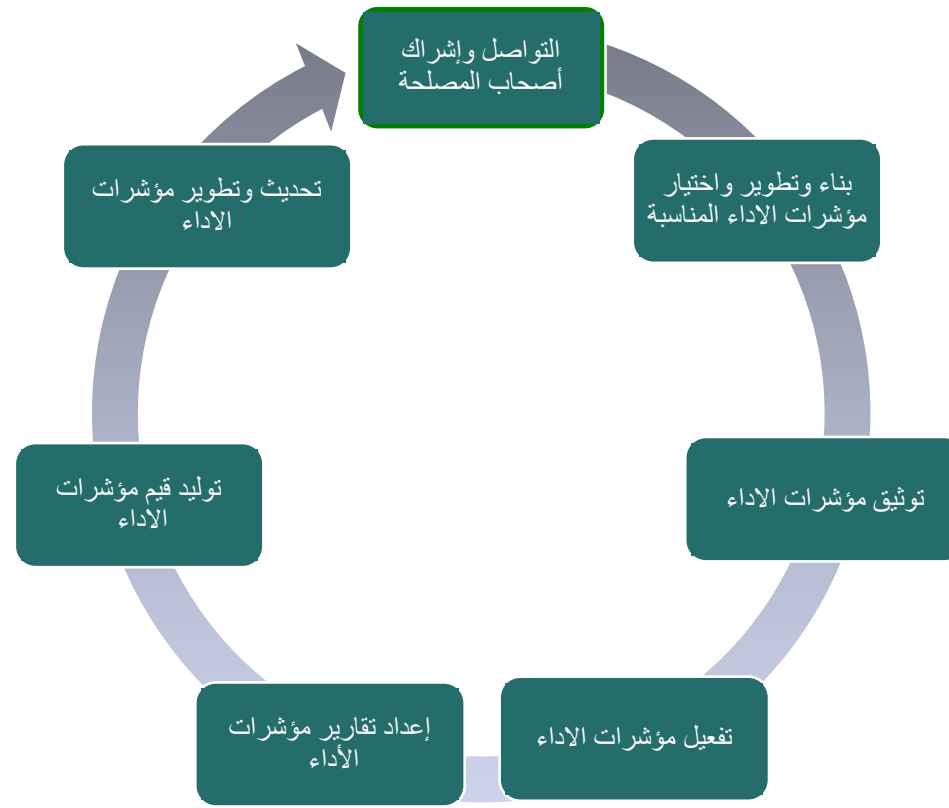 التواصل وإشراك
أصحاب المصلحة
بناء وتطوير واختيار
مؤشرات الاداء المناسبة
توثيق مؤشرات الاداء
تفعيل مؤشرات الاداء
إعداد تقارير مؤشرات
الأداء
توليد قيم مؤشرات
الاداء
تحديث وتطوير مؤشرات
الاداء